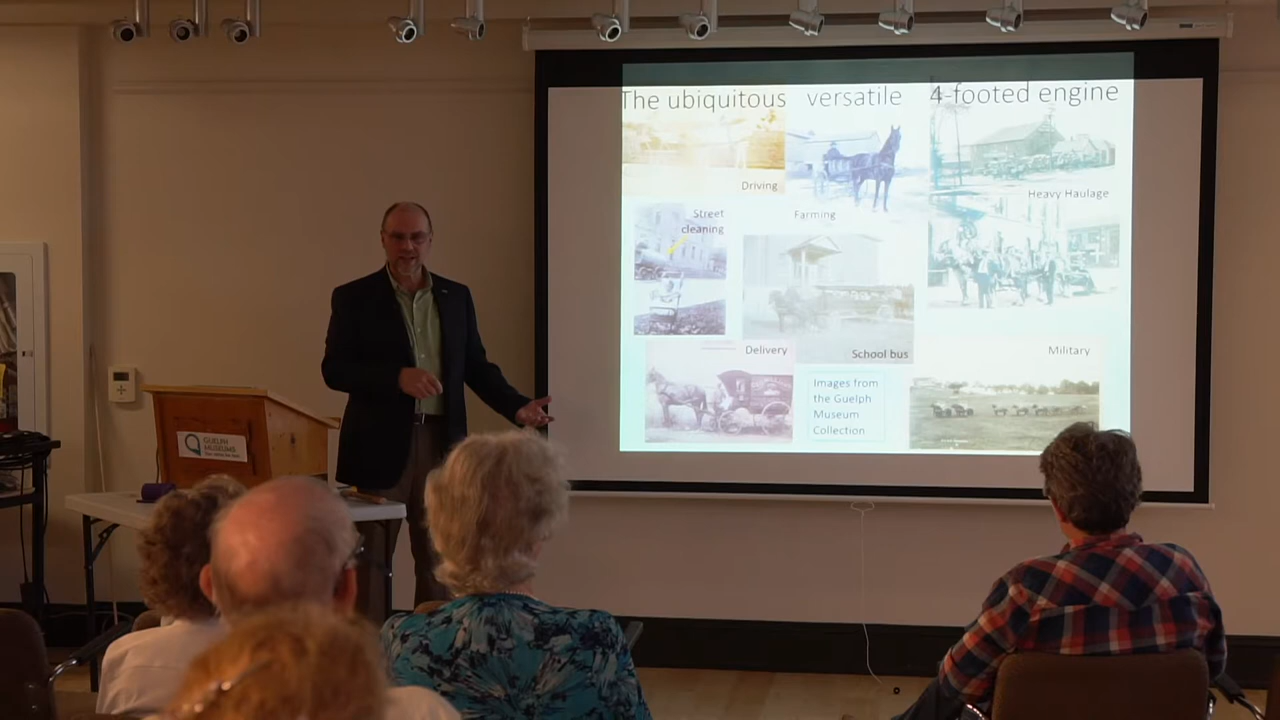 The ubiquitous versatile 4-footed engine
Driving
Heavy Haulage
Street
cleaning
Farming
Delivery
School bus
Military
Images from
the Guelph
Museum
Collection
GUELPH
MUSEUMS